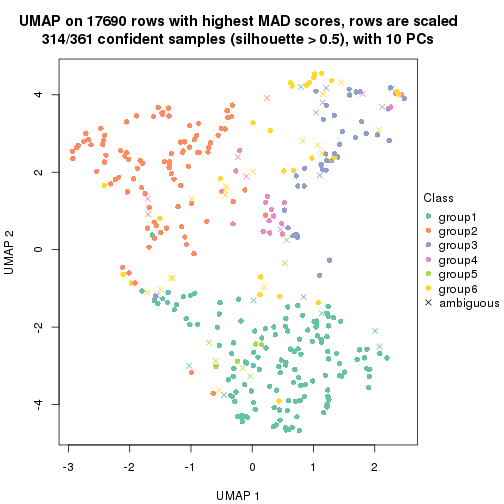 UMAP on 17690 rows with highest MAD scores, rows are scaled
314/361 confident samples (silhouette > 0.5), with 10 PCs
4
2
0
-2
-4
UMAP 2
-3
-2
-1
0
1
2
UMAP 1
Class
group1
group2
group3
group4
group5
group6
ambiguous